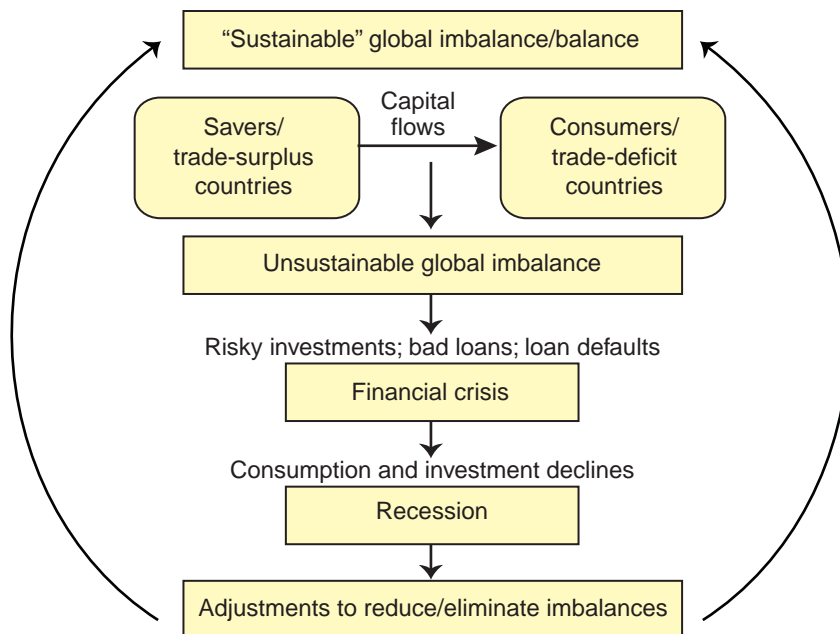 “Sustainable” global imbalance/balance
Capital
flows
Savers/
trade-surplus
countries
Consumers/
trade-deficit
countries
Unsustainable global imbalance
Risky investments; bad loans; loan defaults
Financial crisis
Consumption and investment declines
Recession
Adjustments to reduce/eliminate imbalances